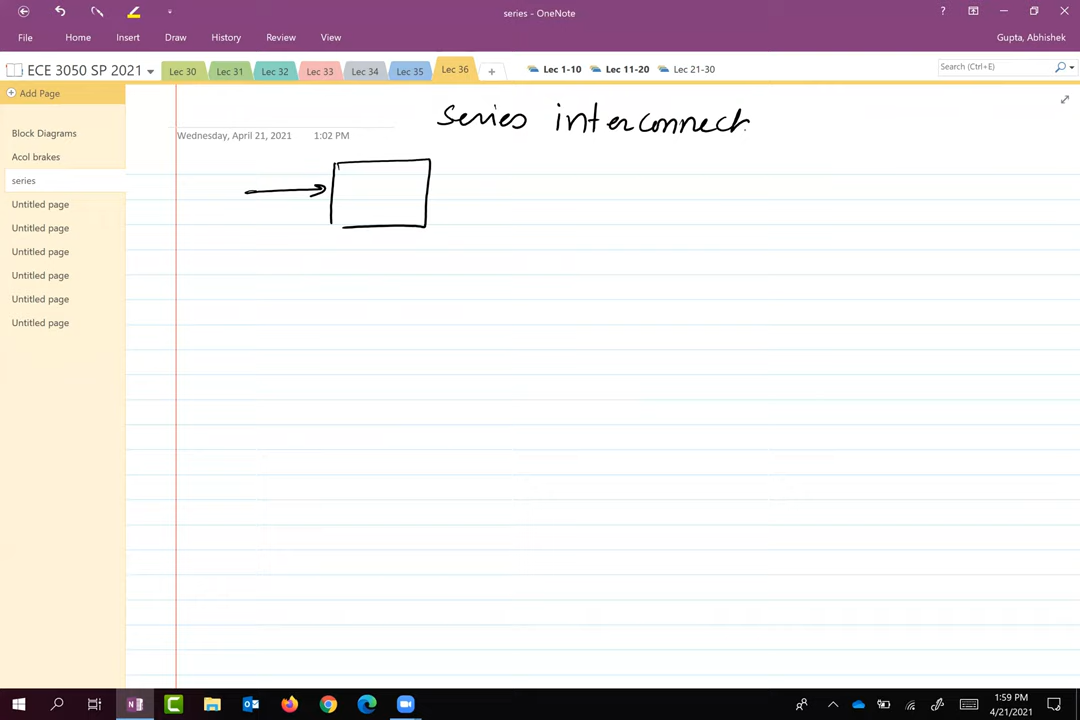 series - OneNote
?
Gupta, Abhishek
File Home Insert Draw History Review View
ECE 3050 SP 2021
Lec 30 Lec 31 Lec 32 Lec 33 Lec 34 Lec 35 Lec 36 + Lec 1-10 Lec 11-20 Lec 21-30
Search (Ctrl+E)
Add Page
Series interconnect
Wednesday, April 21, 2021 1:02 PM
Block Diagrams
Acol brakes
series
Untitled page
Untitled page
Untitled page
Untitled page
Untitled page
Untitled page
1:59 PM
4/21/2021